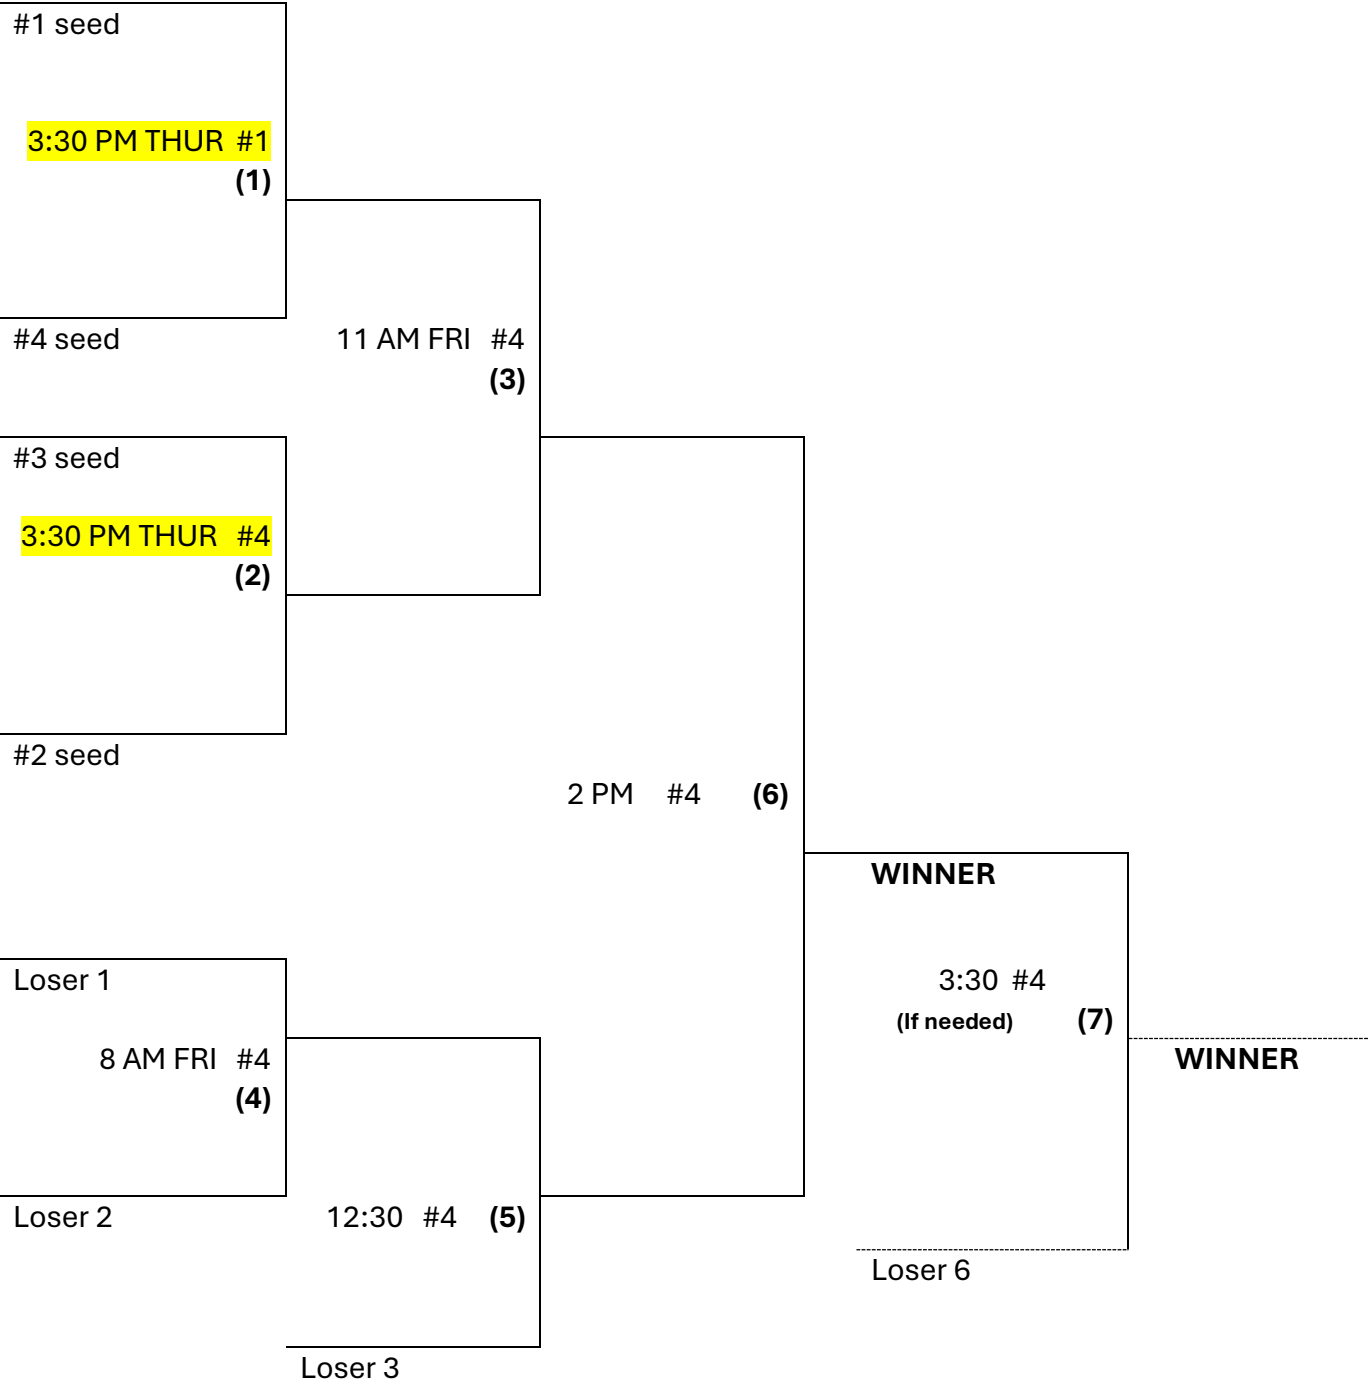 #1 seed
3:30 PM THUR #1
(1)
#4 seed
11 AM FRI #4
(3)
#3 seed
3:30 PM THUR #4
(2)
#2 seed
2 PM #4 (6)
WINNER
Loser 1
3:30 #4
(If needed) (7)
8 AM FRI #4
WINNER
(4)
Loser 2
12:30 #4 (5)
Loser 6
Loser 3